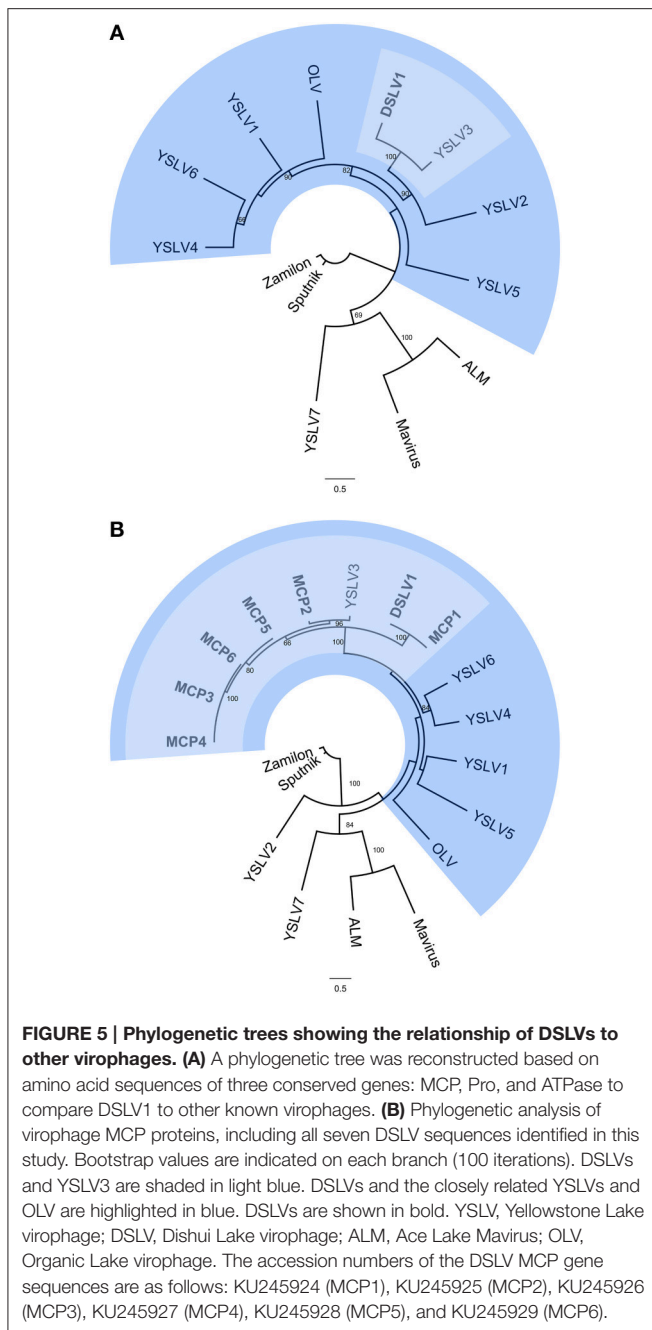 A
OLV
DSLV1
YSLV1
YSLV3
100
YSLV6
90
82
90
YSLV2
YSLV4
Zamilon
Sputnik
YSLV5
69
100
ALM
YSLV7
Mavirus
0.5
B
MCP2
YSLV3
DSLV1
MCP5
MCP1
96
100
66
100
MCP6
80
YSLV6
MCP3
100
84
YSLV4
MCP4
Zamilon
Sputnik
YSLV1
100
YSLV5
YSLV2
84
OLV
100
YSLV7
ALM
Mavirus
0.5
FIGURE 5 | Phylogenetic trees showing the relationship of DSLVs to
other virophages. (A) A phylogenetic tree was reconstructed based on
amino acid sequences of three conserved genes: MCP, Pro, and ATPase to
compare DSLV1 to other known virophages. (B) Phylogenetic analysis of
virophage MCP proteins, including all seven DSLV sequences identified in this
study. Bootstrap values are indicated on each branch (100 iterations). DSLVs
and YSLV3 are shaded in light blue. DSLVs and the closely related YSLVs and
OLV are highlighted in blue. DSLVs are shown in bold. YSLV, Yellowstone Lake
virophage; DSLV, Dishui Lake virophage; ALM, Ace Lake Mavirus; OLV,
Organic Lake virophage. The accession numbers of the DSLV MCP gene
sequences are as follows: KU245924 (MCP1), KU245925 (MCP2), KU245926
(MCP3), KU245927 (MCP4), KU245928 (MCP5), and KU245929 (MCP6).